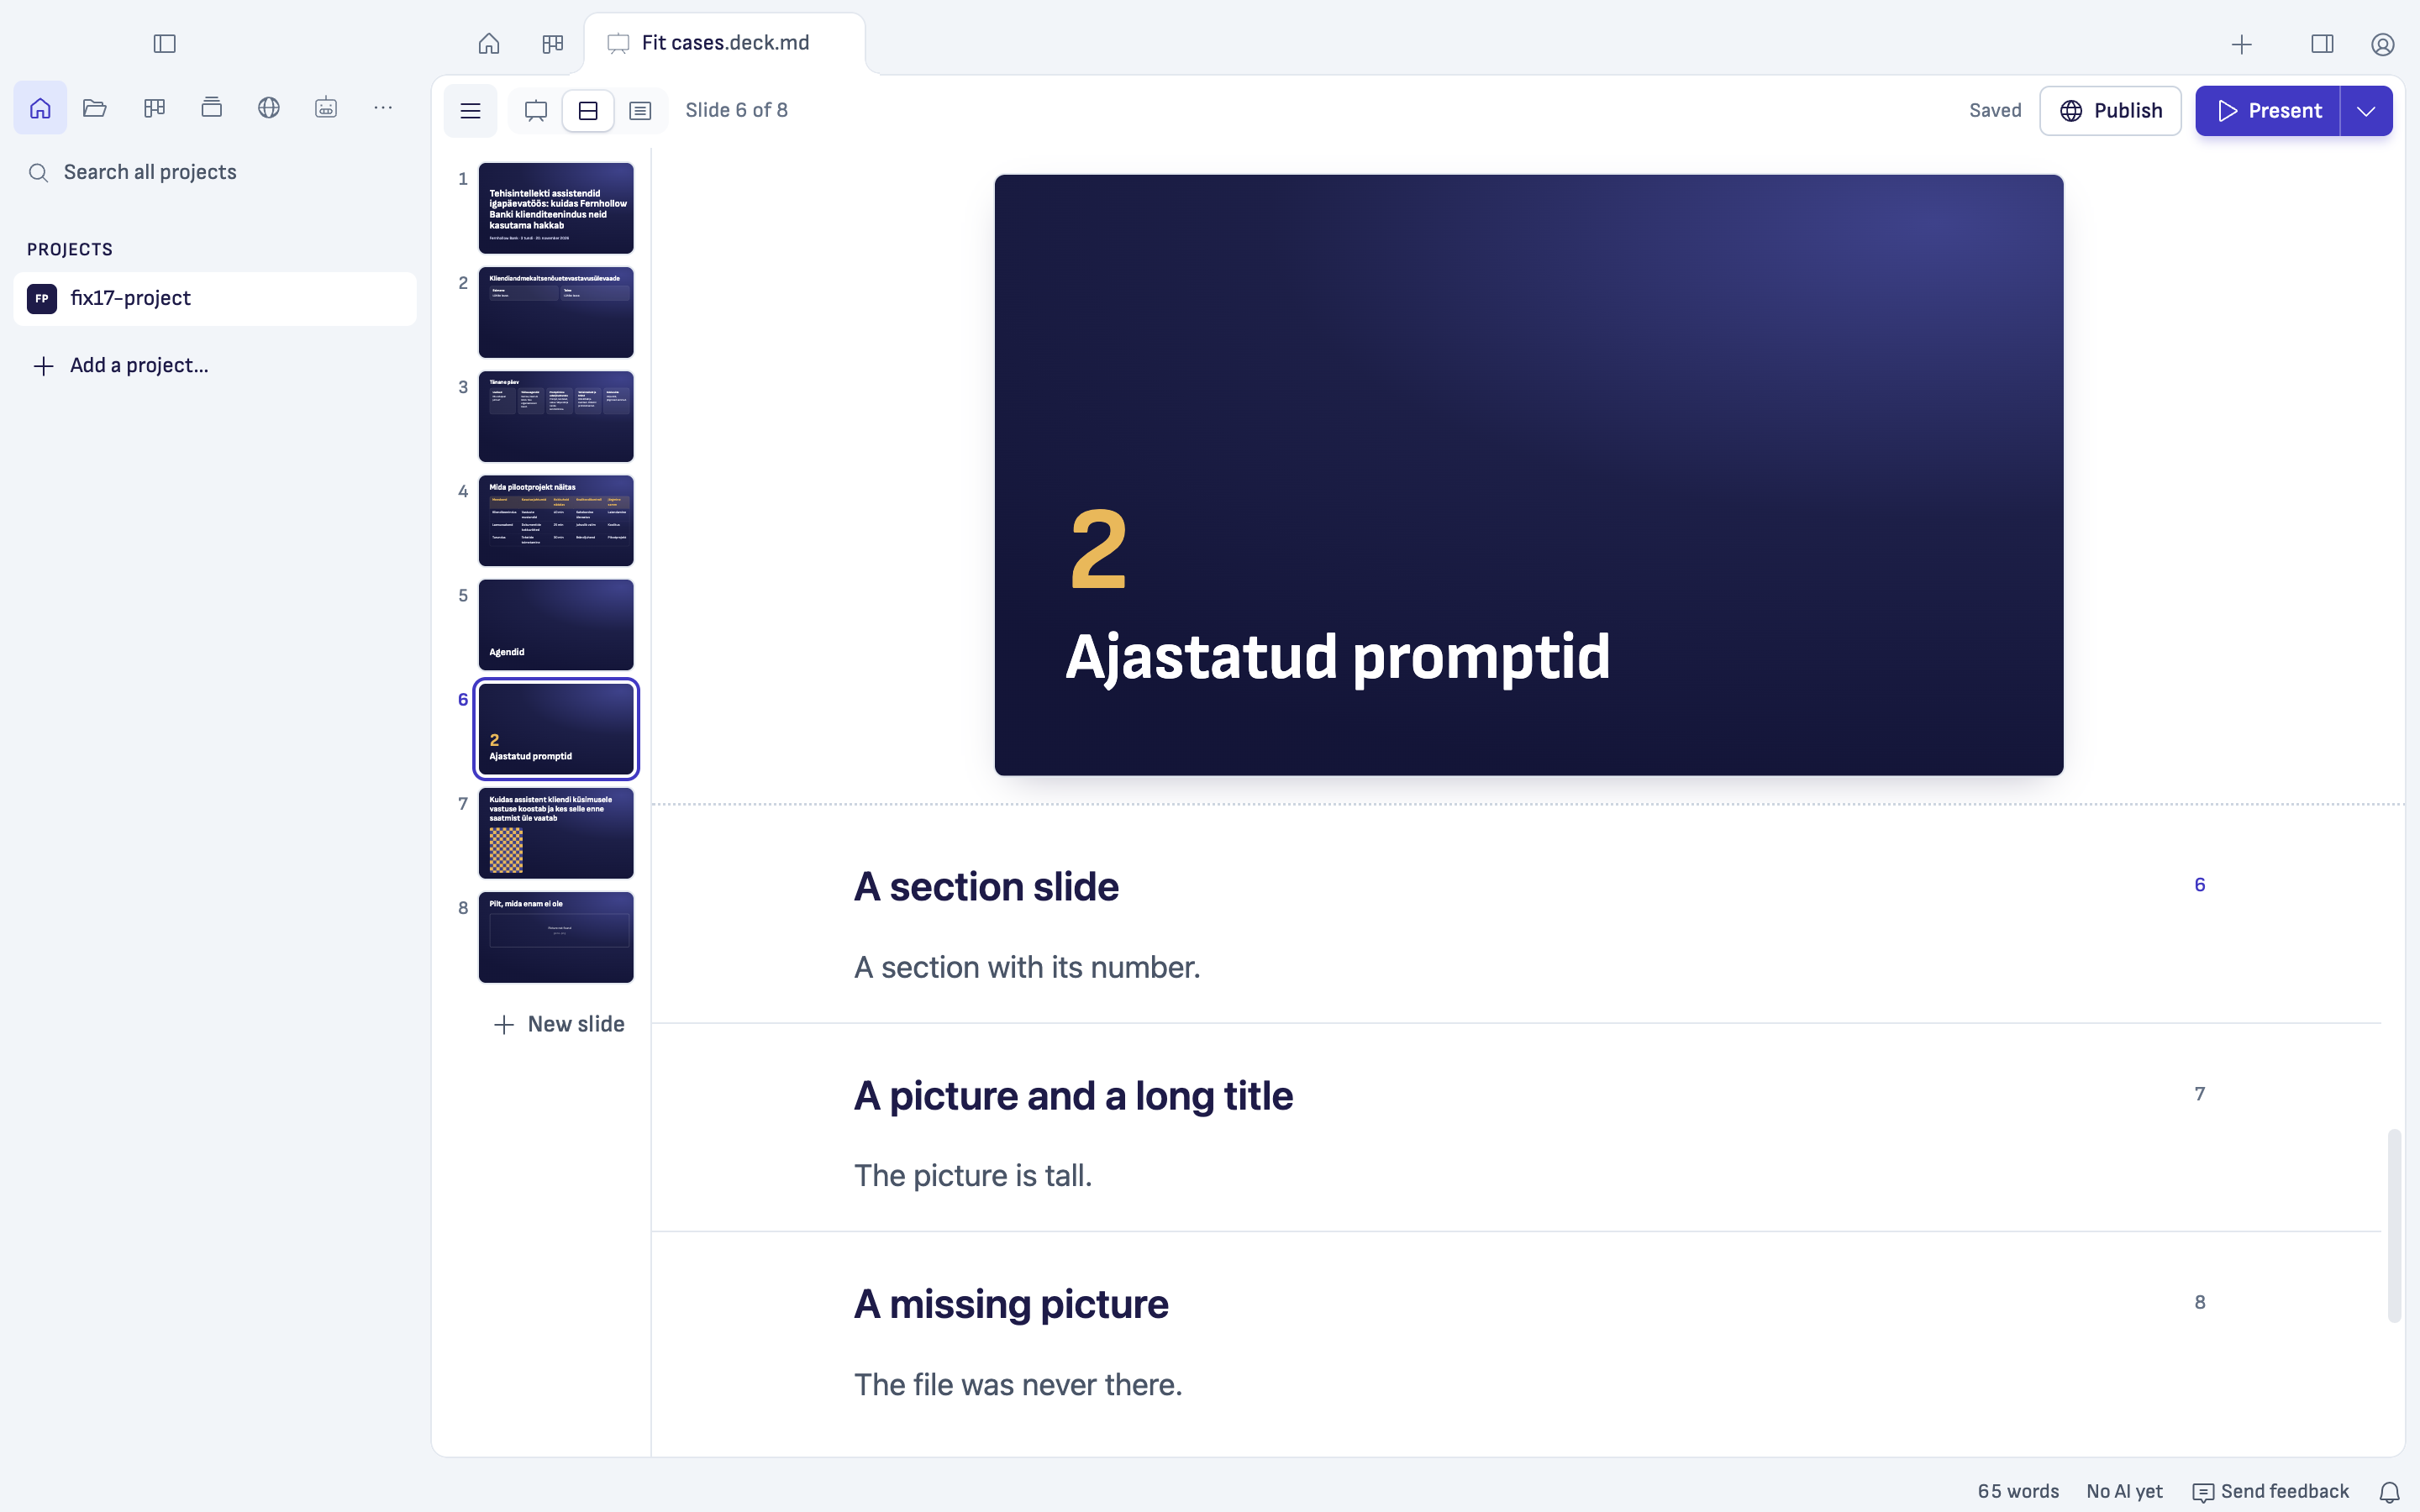 Fit cases.deck.md
Search all projects
PROJECTS
FP
fix17-project
Add a project...
Slide 6 of 8
Saved
Publish
Present
1
Tehisintellekti assistendid
igapäevatöös: kuidas Fernhollow
Banki klienditeenindus neid
kasutama hakkab
2
Kliendiandmekaitsenõuetevastavusülevaade
3
Tänane päev
4
Mida pilootprojekt näitas
5
Agendid
6
2
Ajastatud promptid
7
Kuidas assistent kliendi küsimusele
vastuse koostab ja kes selle enne
saatmist üle vaatab
8
Pilt, mida enam ei ole
New slide
2
Ajastatud promptid
A section slide
6
A section with its number.
A picture and a long title
7
The picture is tall.
A missing picture
8
The file was never there.
65 words
No AI yet
Send feedback